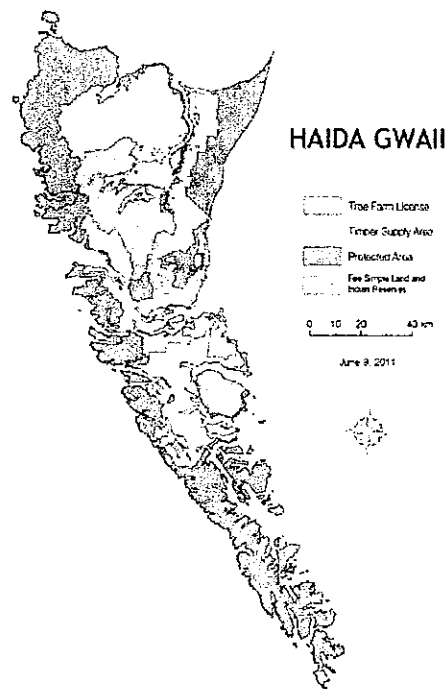 HAIDA GWAII
Tree Farm License
Timber Supply Area
Protected Area
Fee Simple Land and
Indian Reserves
0 10 20 40 km
June 9, 2011